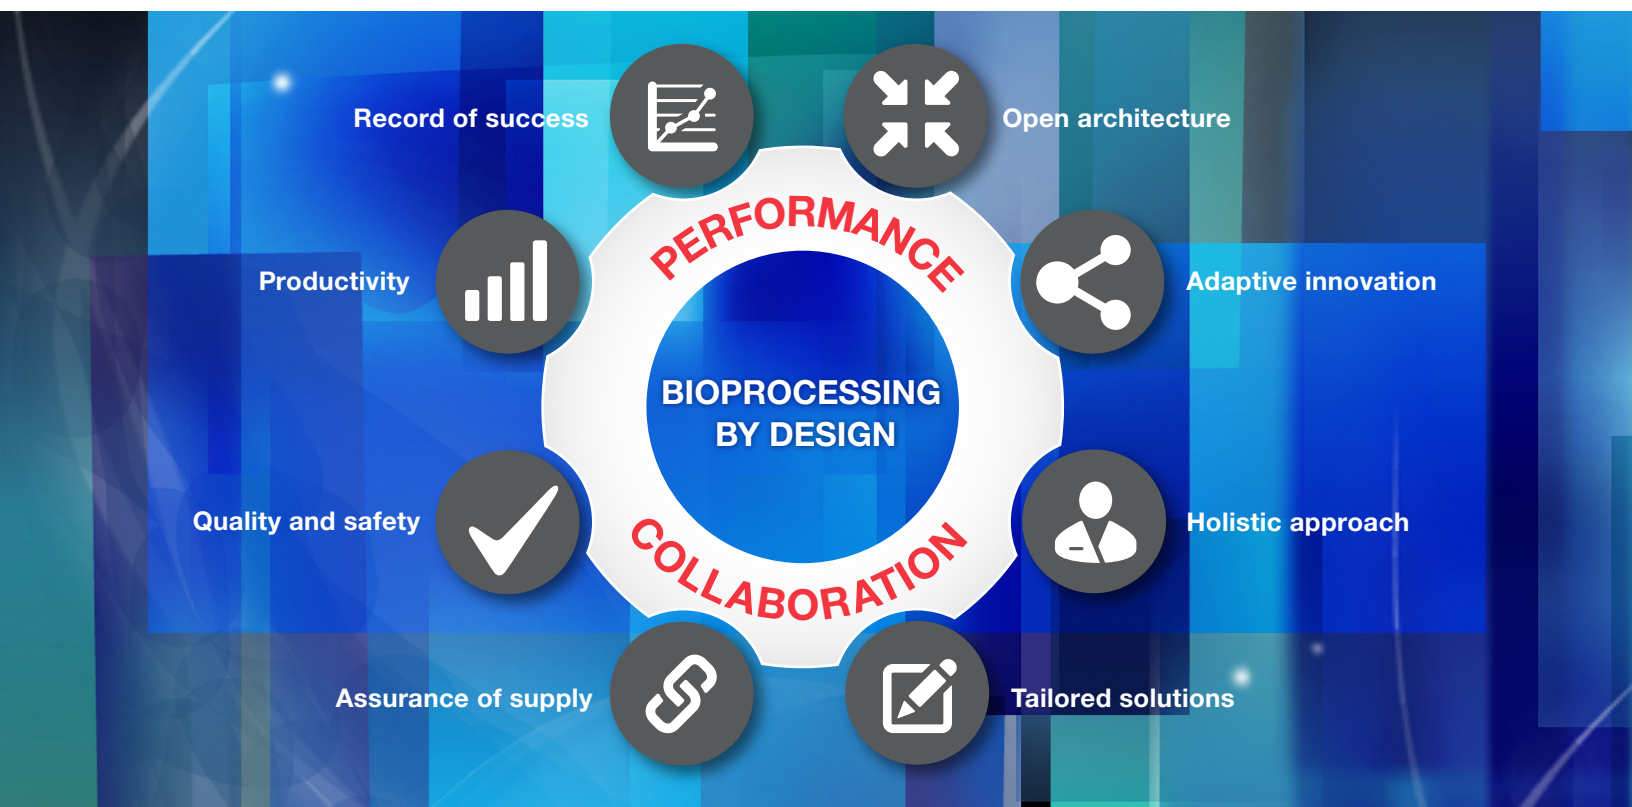 Record of success
Open architecture
PERFORMANCE
Productivity
Adaptive innovation
BIOPROCESSING
BY DESIGN
Quality and safety
Holistic approach
COLLABORATION
Assurance of supply
Tailored solutions